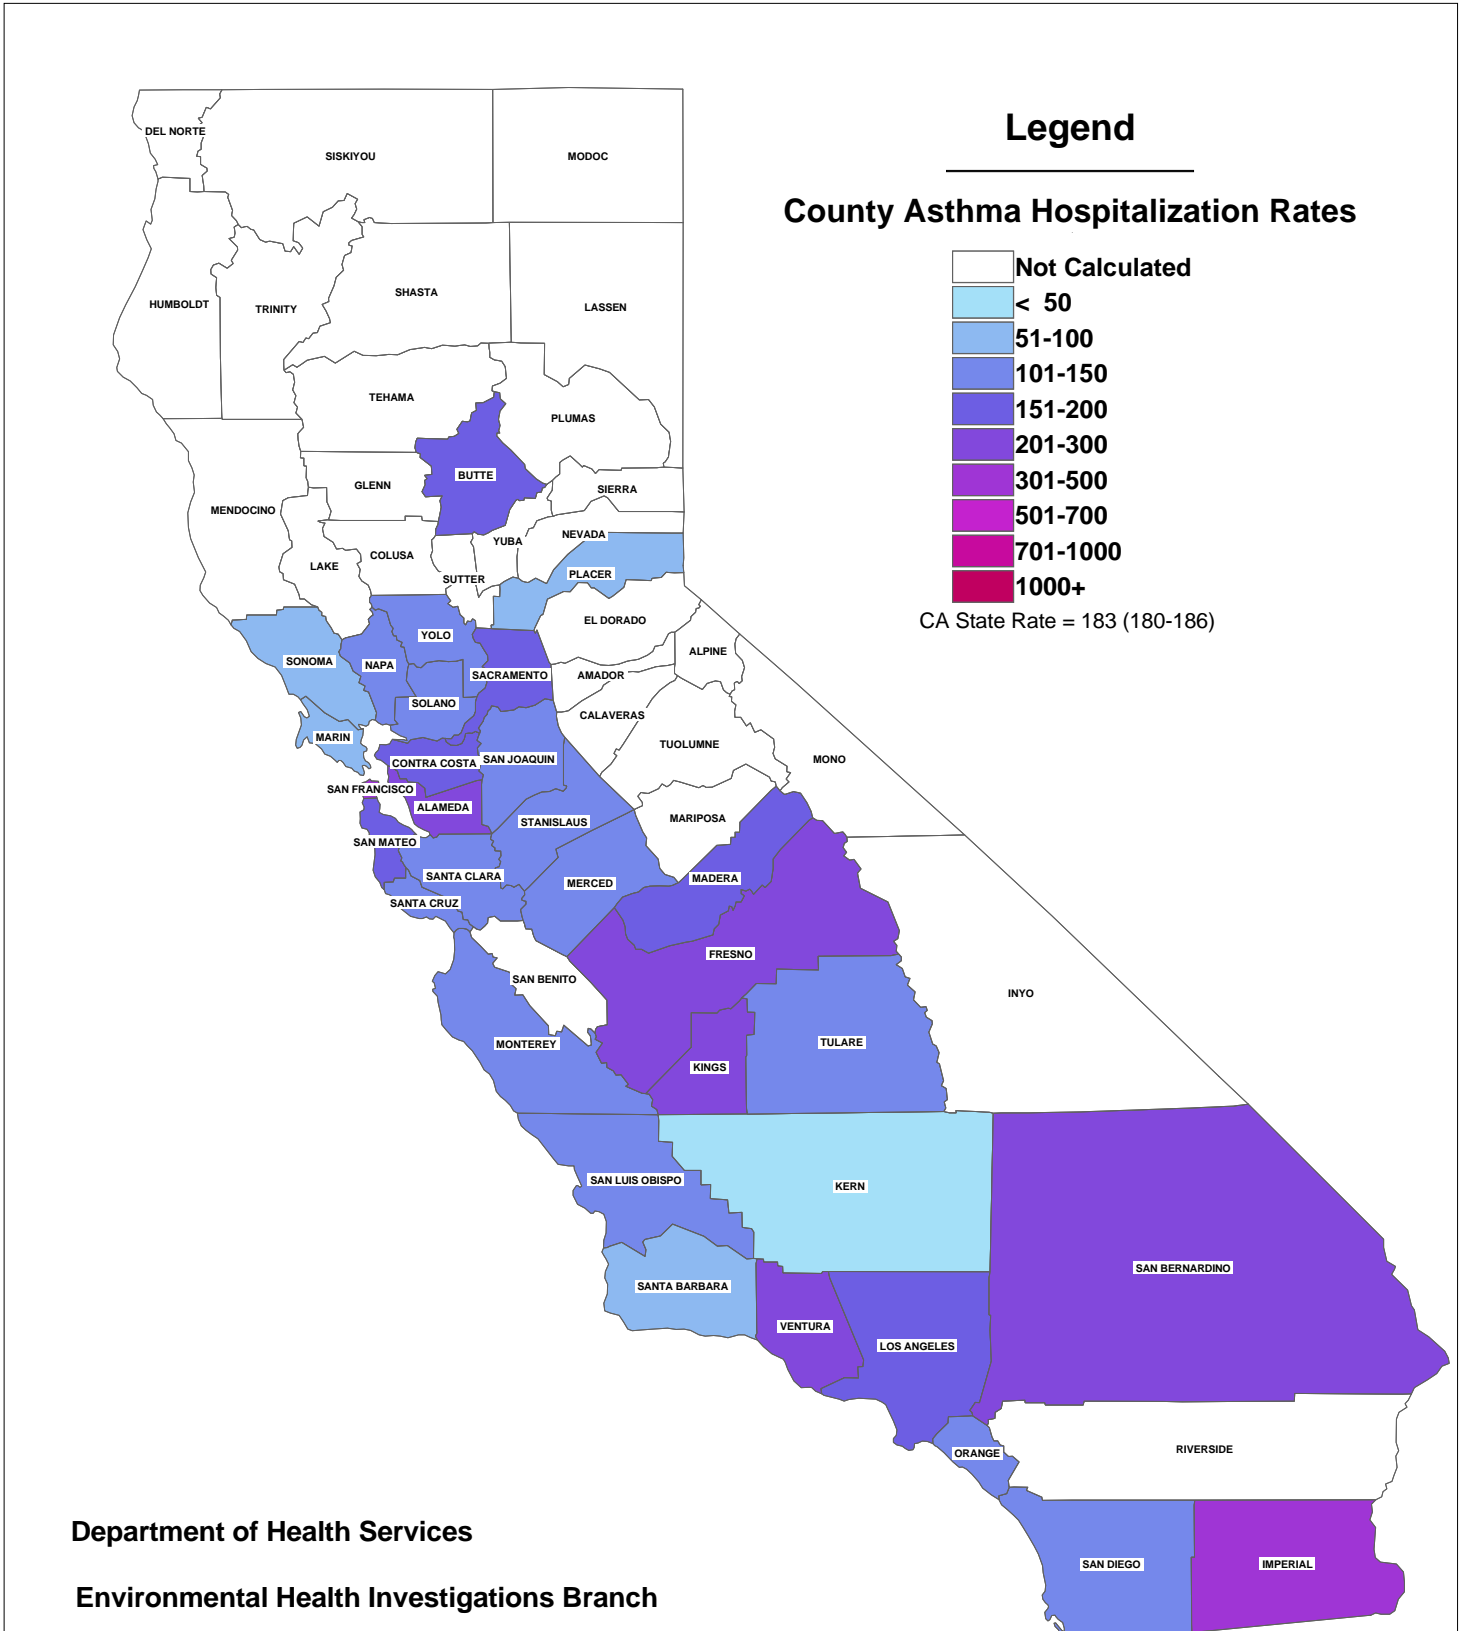 Legend
County Asthma Hospitalization Rates
Not Calculated
< 50
51-100
101-150
151-200
201-300
301-500
501-700
701-1000
1000+
CA State Rate = 183 (180-186)
DEL NORTE
SISKIYOU
MODOC
HUMBOLDT
TRINITY
SHASTA
LASSEN
TEHAMA
PLUMAS
BUTTE
GLENN
SIERRA
MENDOCINO
NEVADA
YUBA
COLUSA
LAKE
PLACER
SUTTER
EL DORADO
YOLO
ALPINE
SONOMA
NAPA
SACRAMENTO
AMADOR
SOLANO
CALAVERAS
MARIN
TUOLUMNE
CONTRA COSTA
SAN JOAQUIN
MONO
SAN FRANCISCO
ALAMEDA
STANISLAUS
MARIPOSA
SAN MATEO
SANTA CLARA
MERCED
MADERA
SANTA CRUZ
FRESNO
SAN BENITO
INYO
MONTEREY
TULARE
KINGS
SAN LUIS OBISPO
KERN
SAN BERNARDINO
SANTA BARBARA
VENTURA
LOS ANGELES
ORANGE
RIVERSIDE
SAN DIEGO
IMPERIAL
Department of Health Services
Environmental Health Investigations Branch